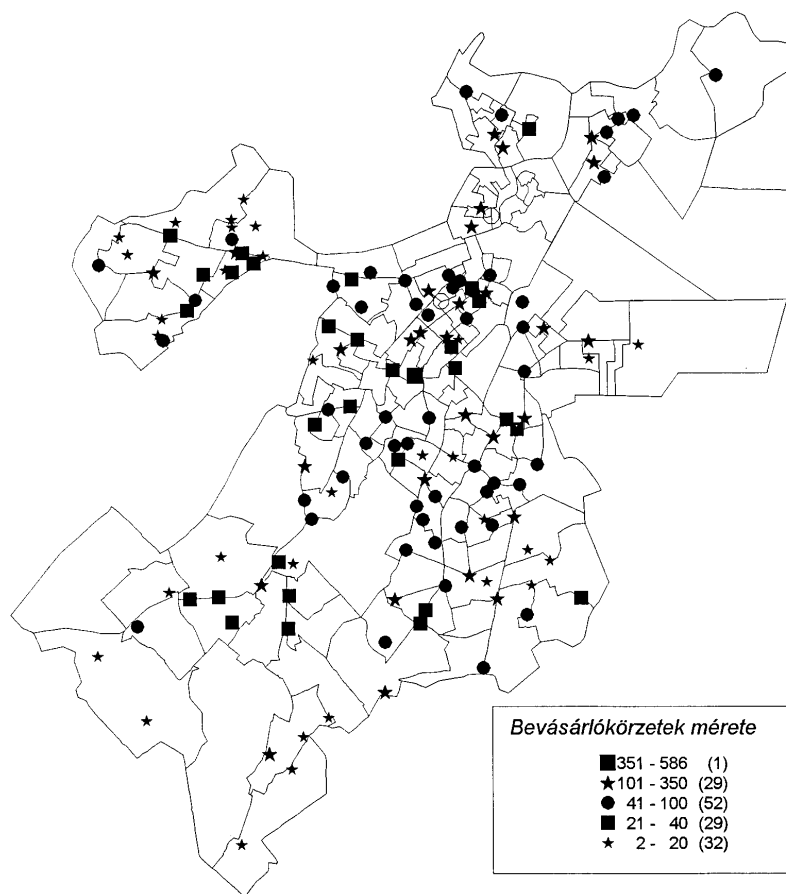 Bevásárlókörzetek mérete
351 - 586 (1)
101 - 350 (29)
41 - 100 (52)
21 - 40 (29)
2 - 20 (32)